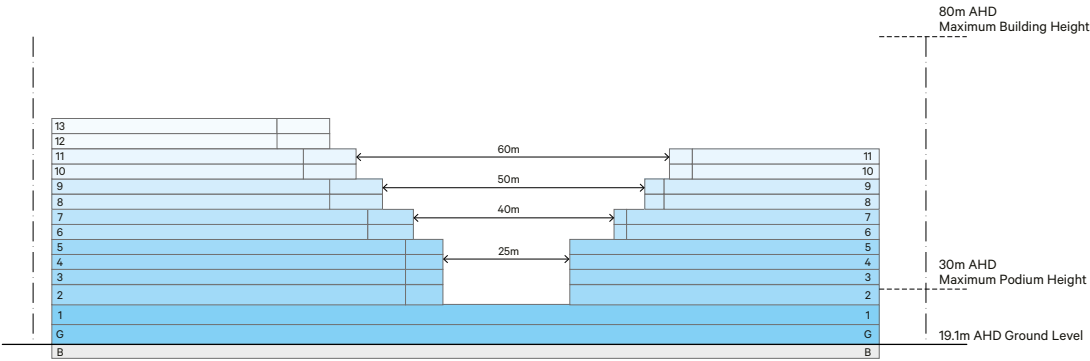 80m AHD
Maximum Building Height
13
12
11 60m 11
10 10
9 50m 9
8 8
7 40m 7
6 6
5 25m 5
4 4
30m AHD
Maximum Podium Height
3 3
2 2
1 1
G G
19.1m AHD Ground Level
B B